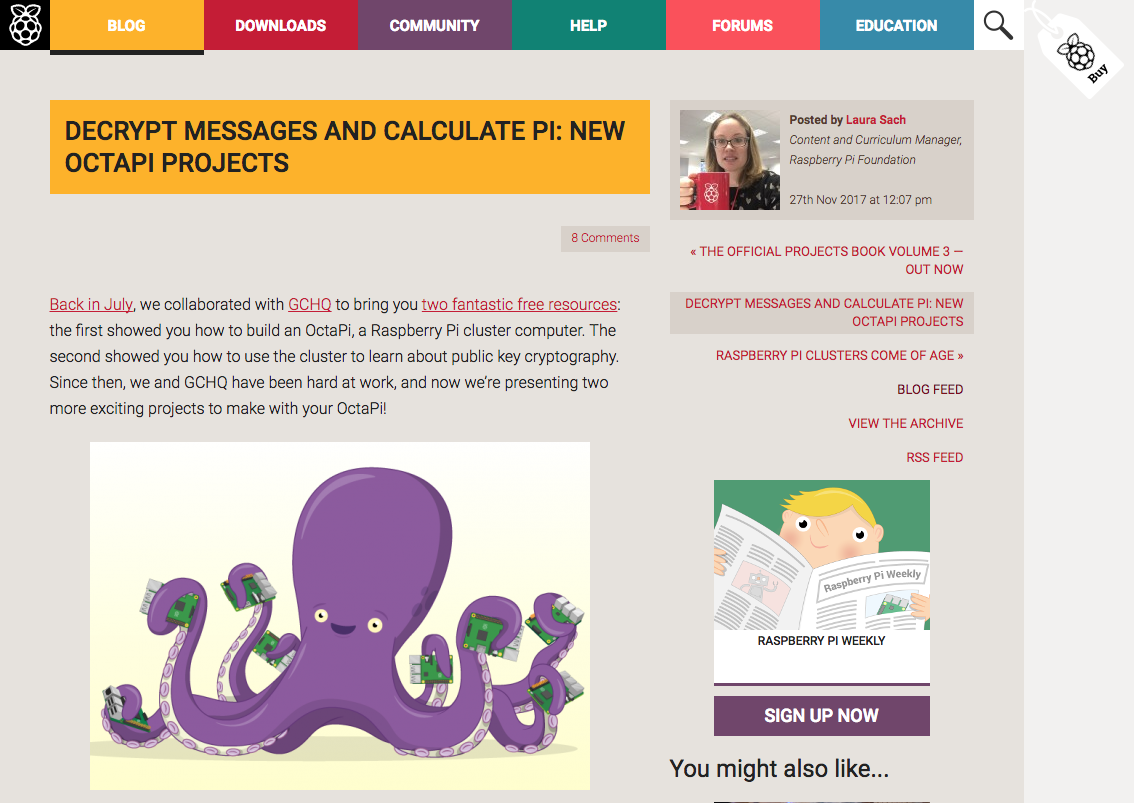 BLOG
DOWNLOADS
COMMUNITY
HELP
FORUMS
EDUCATION
Buy
DECRYPT MESSAGES AND CALCULATE PI: NEW
OCTAPI PROJECTS
8 Comments
Back in July, we collaborated with GCHQ to bring you two fantastic free resources:
the first showed you how to build an OctaPi, a Raspberry Pi cluster computer. The
second showed you how to use the cluster to learn about public key cryptography.
Since then, we and GCHQ have been hard at work, and now we’re presenting two
more exciting projects to make with your OctaPi!
Posted by Laura Sach
Content and Curriculum Manager,
Raspberry Pi Foundation
27th Nov 2017 at 12:07 pm
« THE OFFICIAL PROJECTS BOOK VOLUME 3 —
OUT NOW
DECRYPT MESSAGES AND CALCULATE PI: NEW
OCTAPI PROJECTS
RASPBERRY PI CLUSTERS COME OF AGE »
BLOG FEED
VIEW THE ARCHIVE
RSS FEED
Raspberry Pi Weekly
RASPBERRY PI WEEKLY
SIGN UP NOW
You might also like...